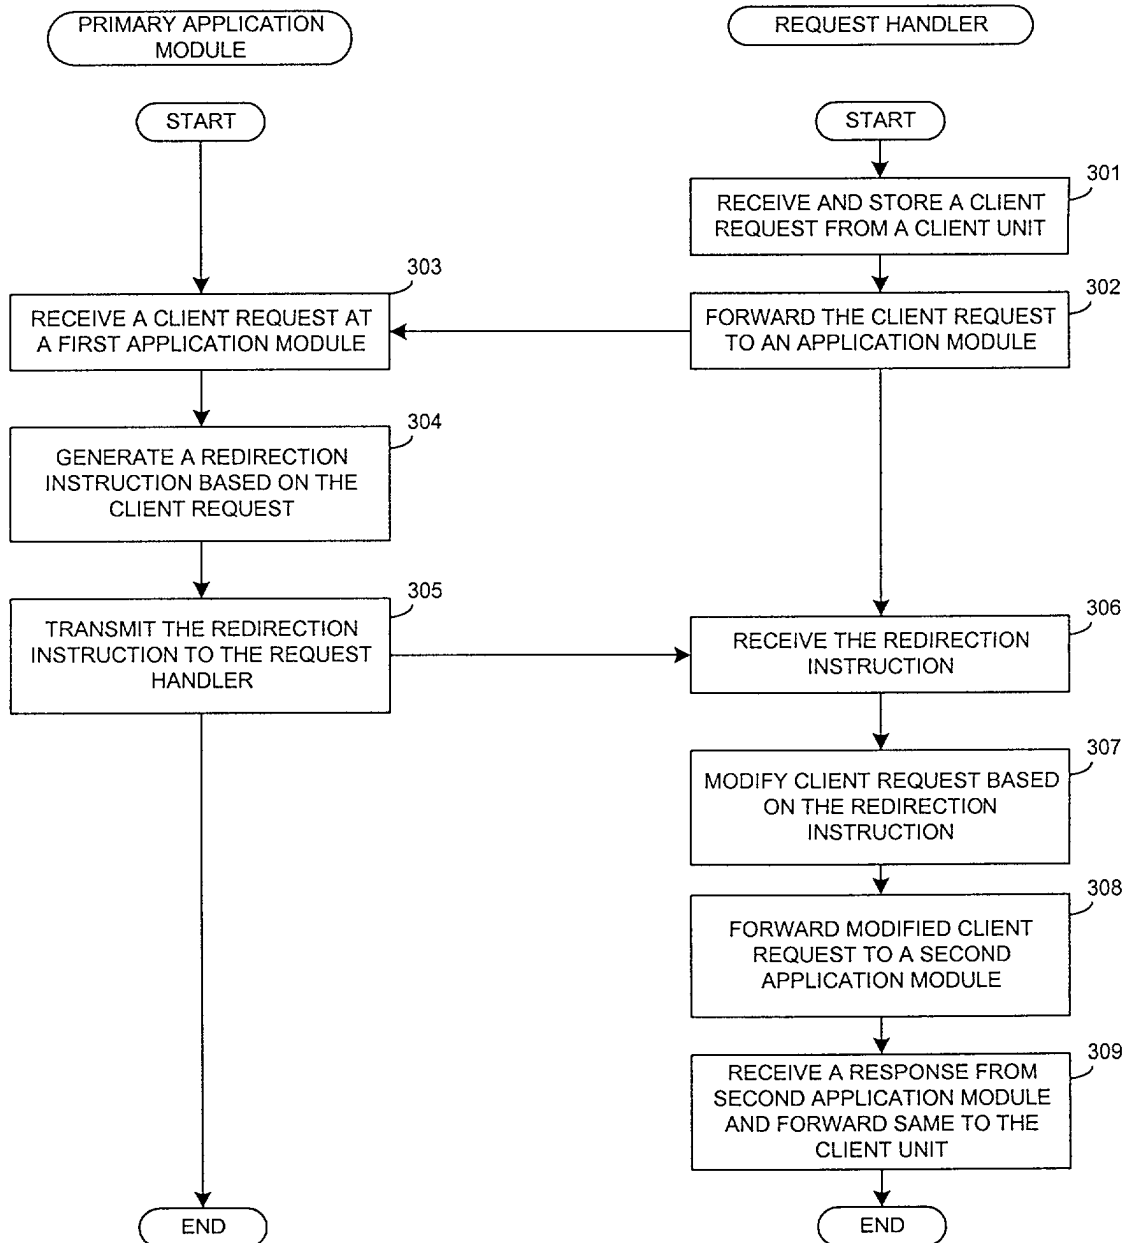 PRIMARY APPLICATION
MODULE
REQUEST HANDLER
START
START
301
RECEIVE AND STORE A CLIENT
REQUEST FROM A CLIENT UNIT
303
302
RECEIVE A CLIENT REQUEST AT
A FIRST APPLICATION MODULE
FORWARD THE CLIENT REQUEST
TO AN APPLICATION MODULE
304
GENERATE A REDIRECTION
INSTRUCTION BASED ON THE
CLIENT REQUEST
305
TRANSMIT THE REDIRECTION
INSTRUCTION TO THE REQUEST
HANDLER
306
RECEIVE THE REDIRECTION
INSTRUCTION
307
MODIFY CLIENT REQUEST BASED
ON THE REDIRECTION
INSTRUCTION
308
FORWARD MODIFIED CLIENT
REQUEST TO A SECOND
APPLICATION MODULE
309
RECEIVE A RESPONSE FROM
SECOND APPLICATION MODULE
AND FORWARD SAME TO THE
CLIENT UNIT
END
END